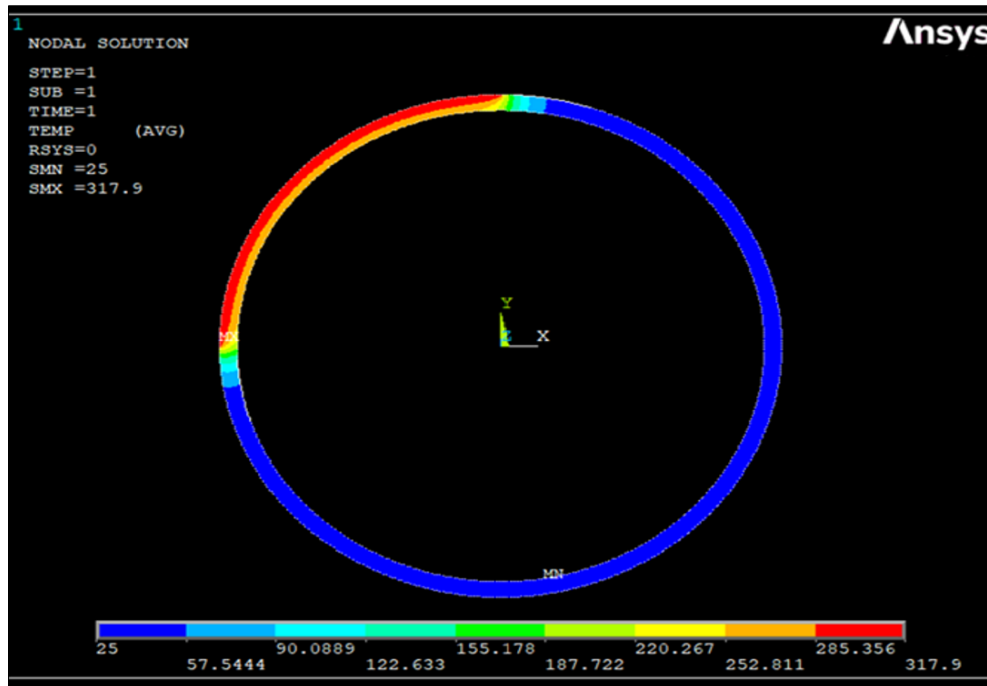 1
Ansys
NODAL SOLUTION
STEP=1
SUB =1
TIME=1
TEMP (AVG)
RSYS=0
SMN =25
SMX =317.9
MX
Y
X
MN
25 90.0889 155.178 220.267 285.356
57.5444 122.633 187.722 252.811 317.9